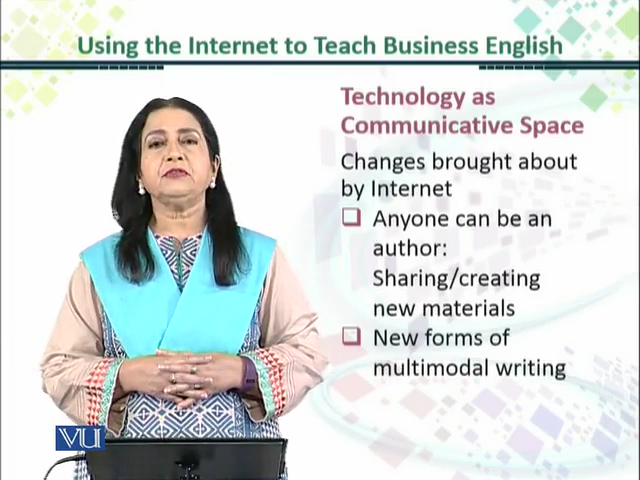 Using the Internet to Teach Business English
Technology as
Communicative Space
Changes brought about
by Internet
Anyone can be an
author:
Sharing/creating
new materials
New forms of
multimodal writing
VU